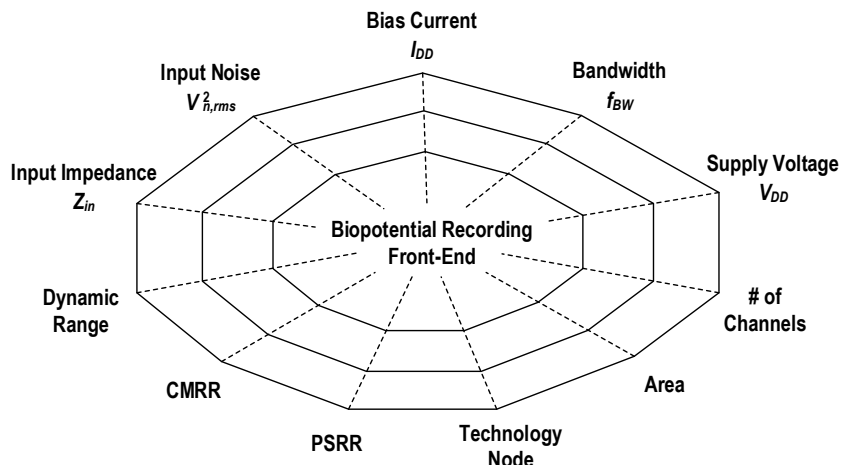 Bias Current
I_DD
Input Noise
V²_n,rms
Bandwidth
f_BW
Input Impedance
Z_in
Supply Voltage
V_DD
Biopotential Recording
Front-End
Dynamic
Range
# of
Channels
CMRR
Area
PSRR
Technology
Node